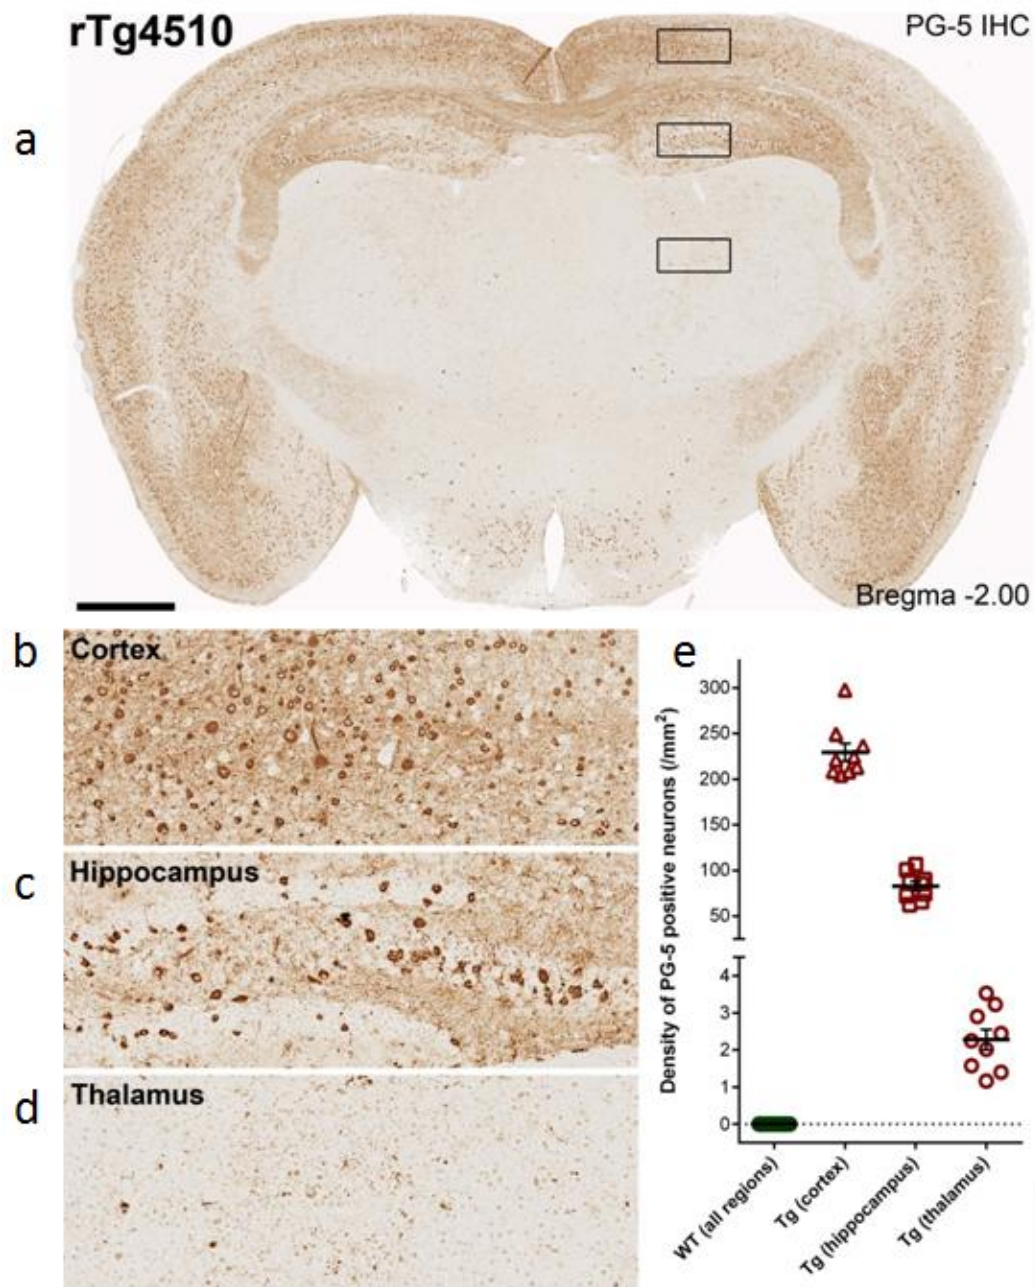 rTg4510
PG-5 IHC
a
Bregma -2.00
b
Cortex
c
Hippocampus
d
Thalamus
e
Density of PG-5 positive neurons (/mm²)
300
250
200
150
100
50
4
3
2
1
0
WT (all regions)
Tg (cortex)
Tg (hippocampus)
Tg (thalamus)